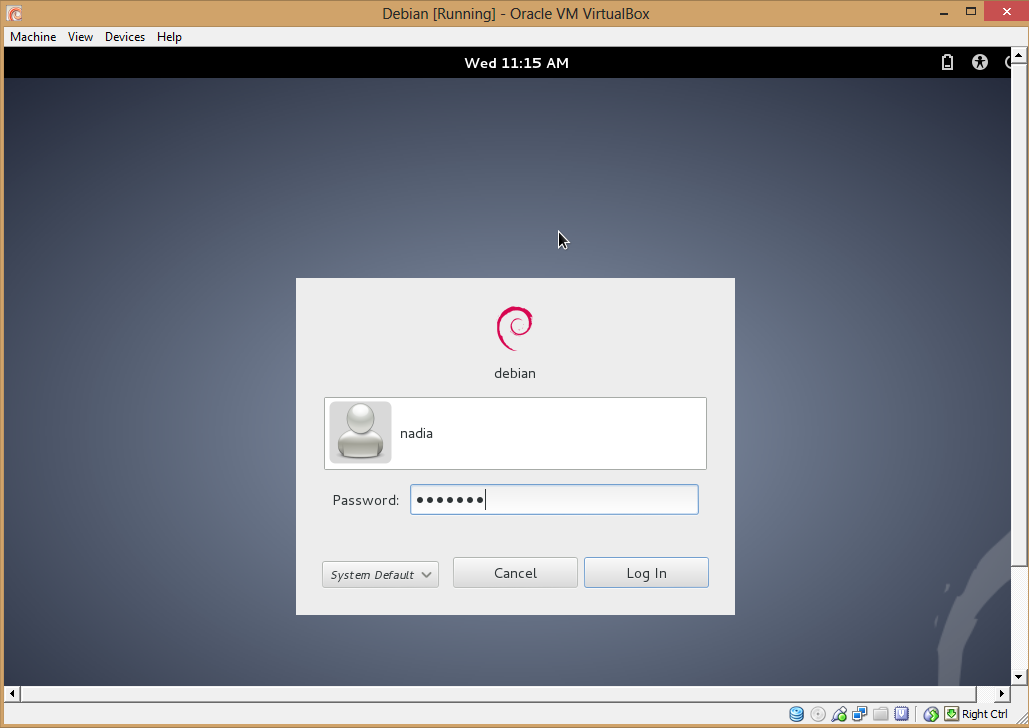 Debian [Running] - Oracle VM VirtualBox
Machine View Devices Help
Wed 11:15 AM
debian
nadia
Password: •••••••
System Default Cancel Log In
Right Ctrl